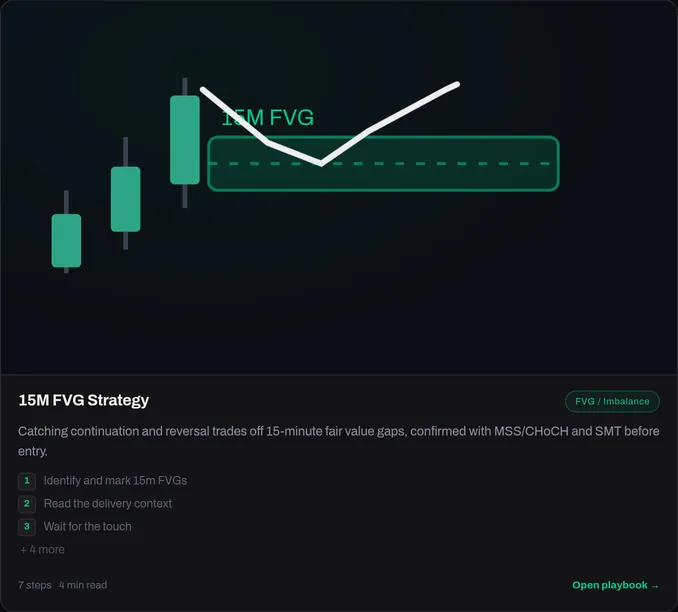 15M FVG
15M FVG Strategy
FVG / Imbalance
Catching continuation and reversal trades off 15-minute fair value gaps, confirmed with MSS/CHoCH and SMT before
entry.
1 Identify and mark 15m FVGs
2 Read the delivery context
3 Wait for the touch
+ 4 more
7 steps 4 min read
Open playbook →